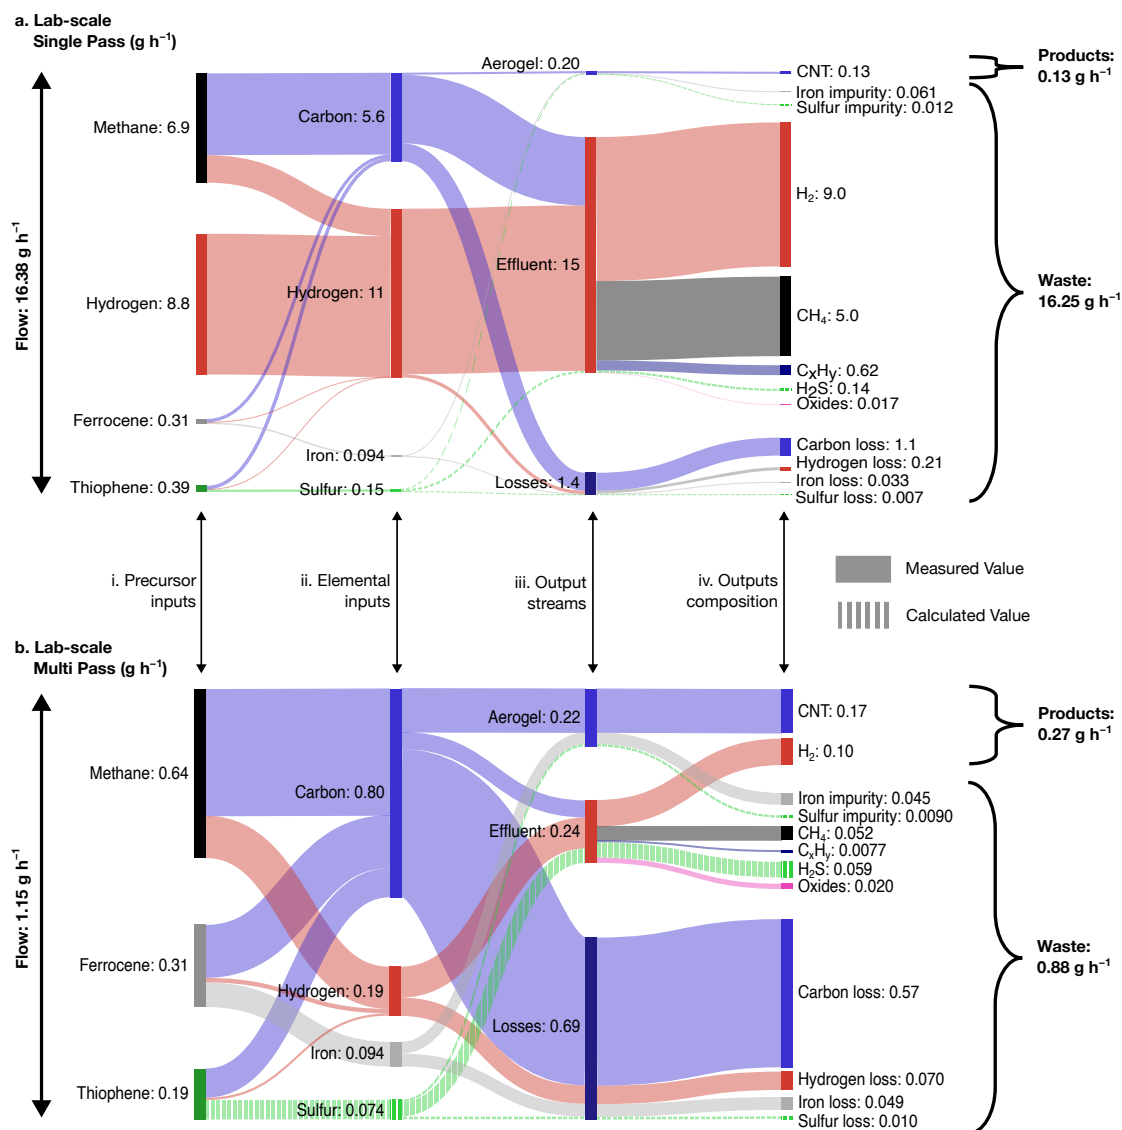 a. Lab-scale
Single Pass (g h⁻¹)
Flow: 16.38 g h⁻¹
Methane: 6.9
Hydrogen: 8.8
Ferrocene: 0.31
Thiophene: 0.39
Carbon: 5.6
Hydrogen: 11
Iron: 0.094
Sulfur: 0.15
Aerogel: 0.20
Effluent: 15
Losses: 1.4
CNT: 0.13
Iron impurity: 0.061
Sulfur impurity: 0.012
H₂: 9.0
CH₄: 5.0
CₓHᵧ: 0.62
H₂S: 0.14
Oxides: 0.017
Carbon loss: 1.1
Hydrogen loss: 0.21
Iron loss: 0.033
Sulfur loss: 0.007
Products:
0.13 g h⁻¹
Waste:
16.25 g h⁻¹
i. Precursor
inputs
ii. Elemental
inputs
iii. Output
streams
iv. Outputs
composition
Measured Value
Calculated Value
b. Lab-scale
Multi Pass (g h⁻¹)
Flow: 1.15 g h⁻¹
Methane: 0.64
Ferrocene: 0.31
Thiophene: 0.19
Carbon: 0.80
Hydrogen: 0.19
Iron: 0.094
Sulfur: 0.074
Aerogel: 0.22
Effluent: 0.24
Losses: 0.69
CNT: 0.17
H₂: 0.10
Iron impurity: 0.045
Sulfur impurity: 0.0090
CH₄: 0.052
CₓHᵧ: 0.0077
H₂S: 0.059
Oxides: 0.020
Carbon loss: 0.57
Hydrogen loss: 0.070
Iron loss: 0.049
Sulfur loss: 0.010
Products:
0.27 g h⁻¹
Waste:
0.88 g h⁻¹